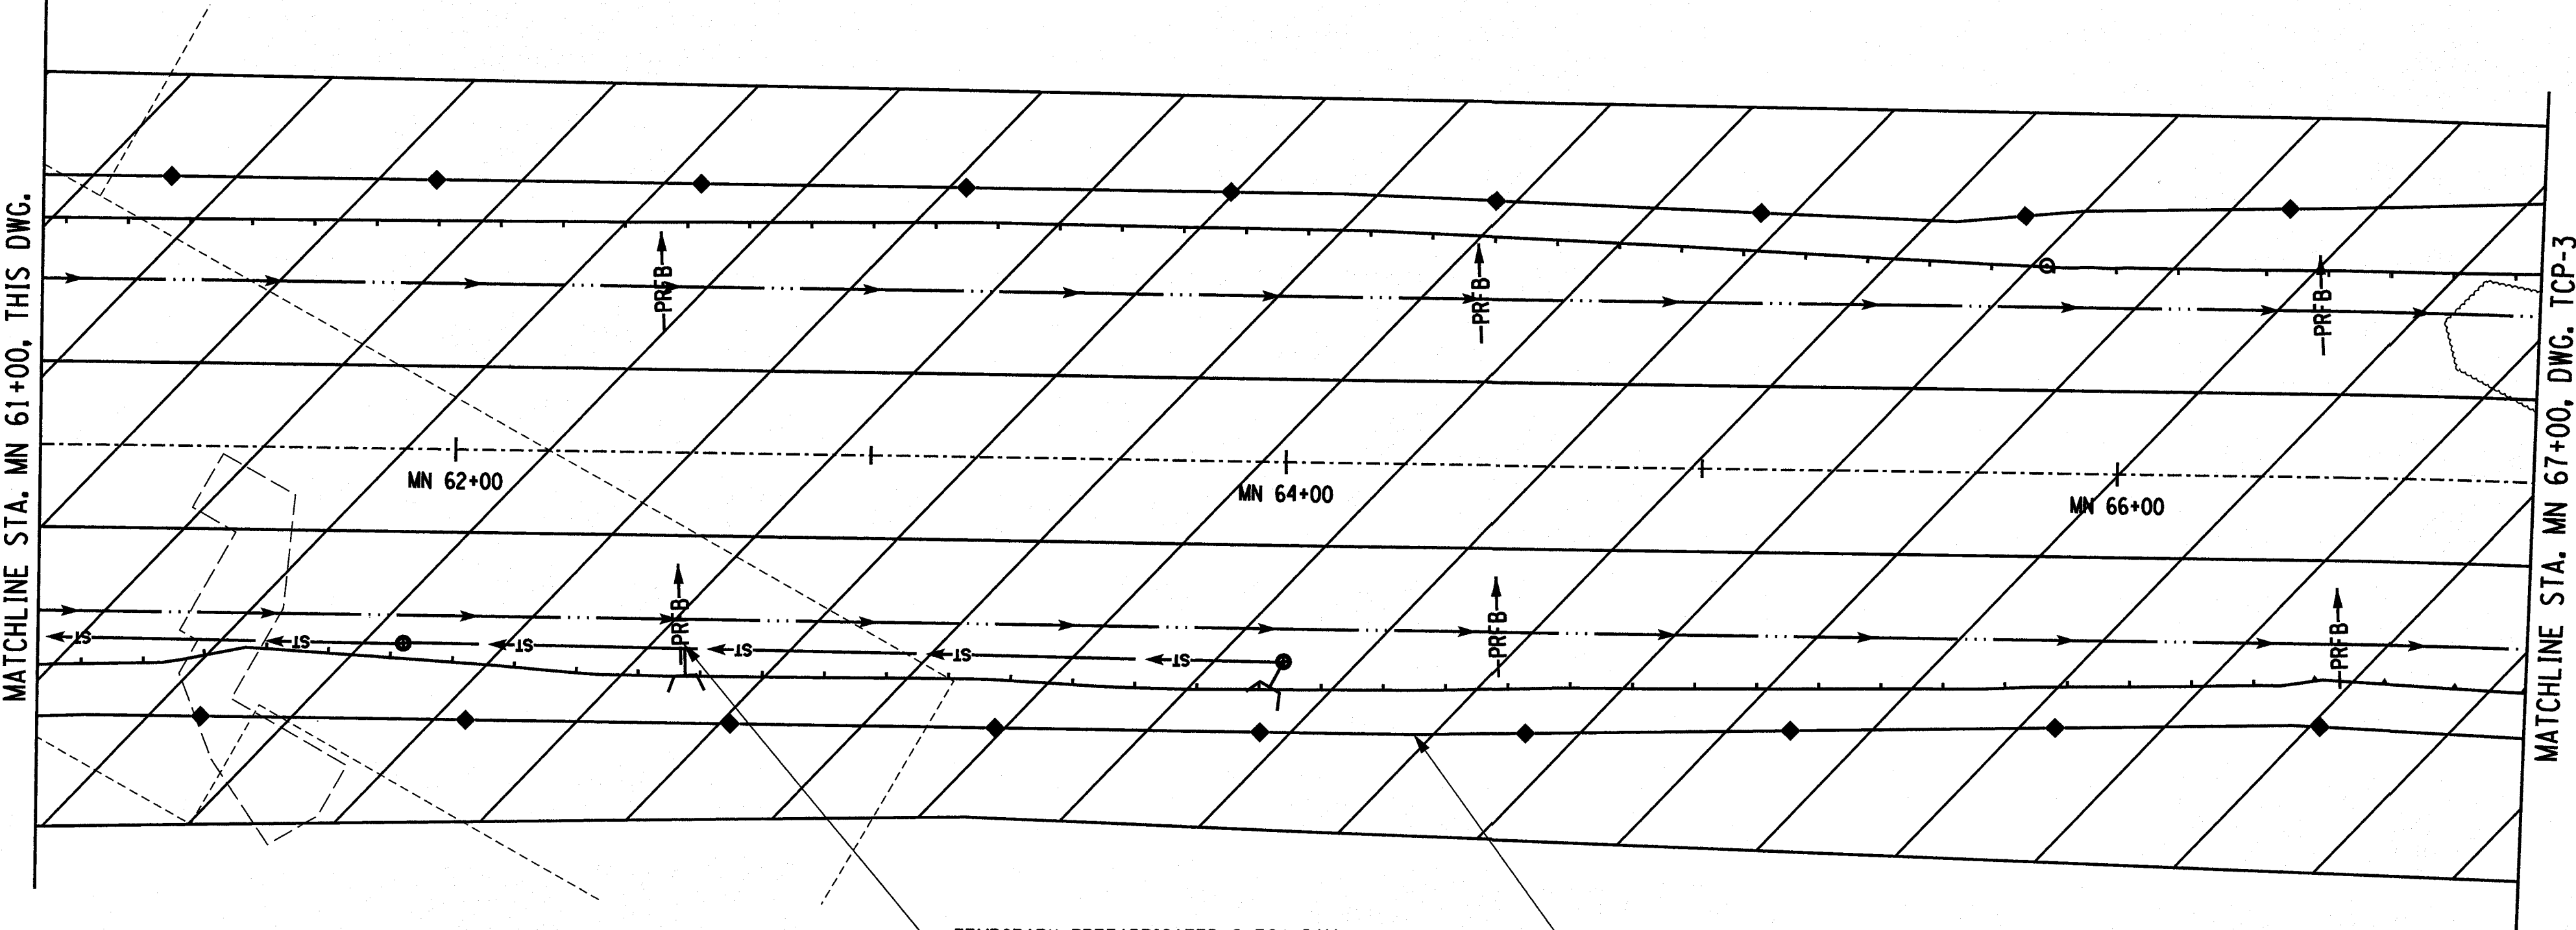 MATCHLINE STA. MN 61+00, THIS DWG.
PRFB
PRFB
PRFB
MN 62+00
MN 64+00
MN 66+00
PRFB
PRFB
PRFB
ST
ST
ST
ST
ST
ST
MATCHLINE STA. MN 67+00, DWG. TCP-3